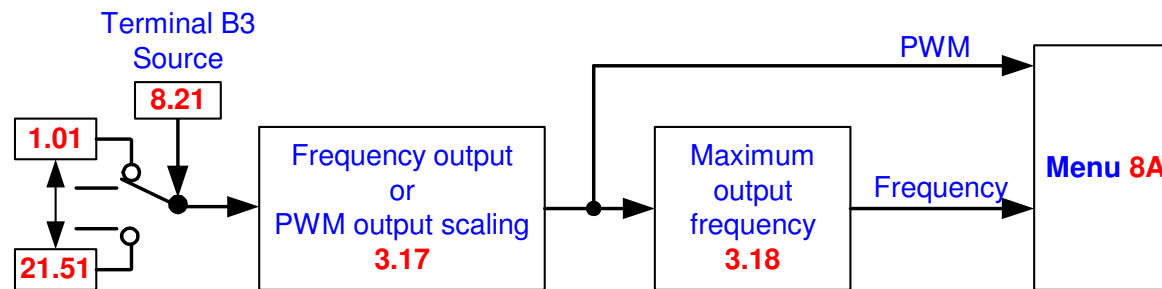 Terminal B3
Source
8.21
1.01
21.51
Frequency output
or
PWM output scaling
3.17
PWM
Maximum
output
frequency
3.18
Frequency
Menu 8A